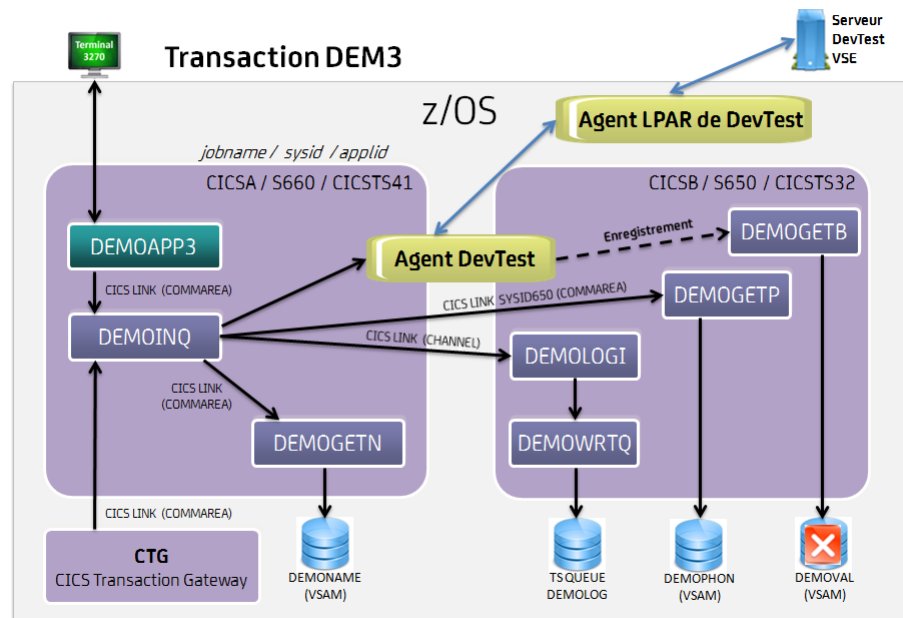 Serveur
DevTest
VSE
Terminal
3270
Transaction DEM3
z/OS
Agent LPAR de DevTest
jobname / sysid / applid
CICSA / S660 / CICSTS41
CICSB / S650 / CICSTS32
DEMOAPP3
Agent DevTest
Enregistrement
DEMOGETB
CICS LINK (COMMAREA)
CICS LINK SYSID650 (COMMAREA)
DEMOGETP
DEMOINQ
CICS LINK (CHANNEL)
DEMOLOGI
CICS LINK
(COMMAREA)
DEMOGETN
DEMOWRTQ
CICS LINK (COMMAREA)
CTG
CICS Transaction Gateway
DEMONAME
(VSAM)
TS QUEUE
DEMOLOG
DEMOPHON
(VSAM)
DEMOVAL
(VSAM)